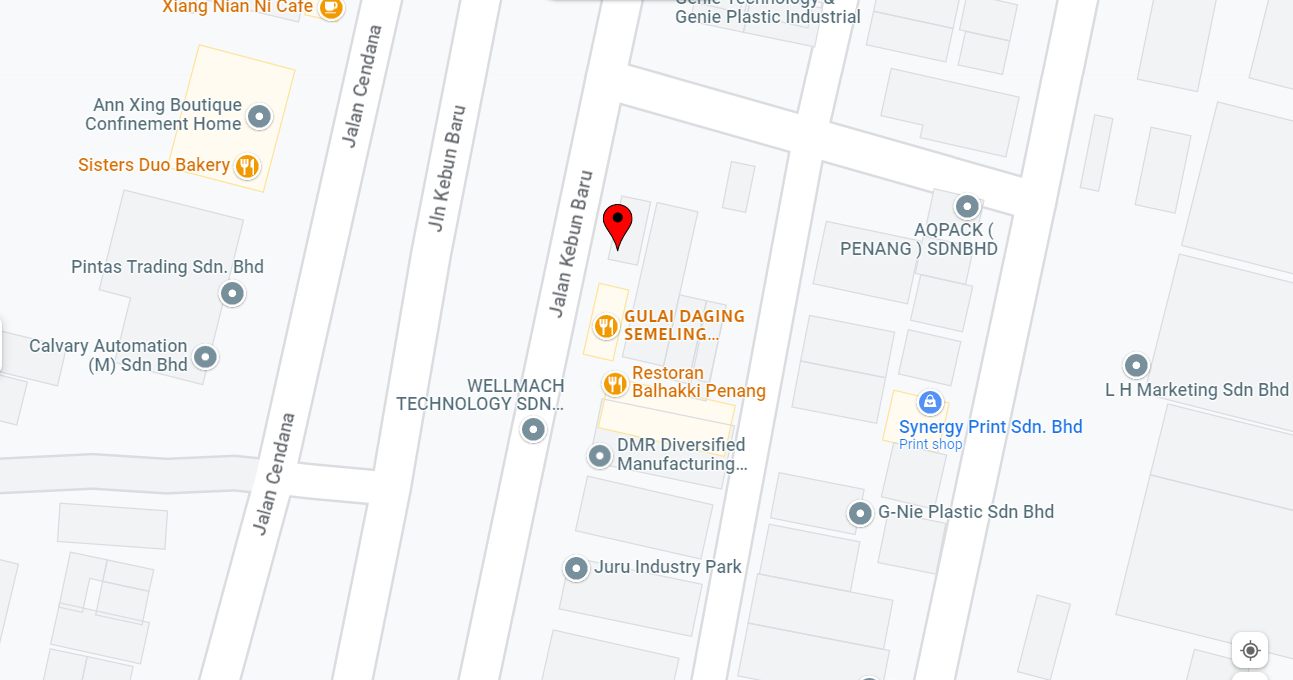 Xiang Nian Ni Cafe
Genie Technology &
Genie Plastic Industrial
Jalan Cendana
Ann Xing Boutique
Confinement Home
Jln Kebun Baru
Sisters Duo Bakery
Jalan Kebun Baru
AQPACK (
PENANG ) SDNBHD
Pintas Trading Sdn. Bhd
GULAI DAGING
SEMELING...
Calvary Automation
(M) Sdn Bhd
Restoran
Balhakki Penang
WELLMACH
TECHNOLOGY SDN...
L H Marketing Sdn Bhd
Synergy Print Sdn. Bhd
Print shop
DMR Diversified
Manufacturing...
Jalan Cendana
G-Nie Plastic Sdn Bhd
Juru Industry Park